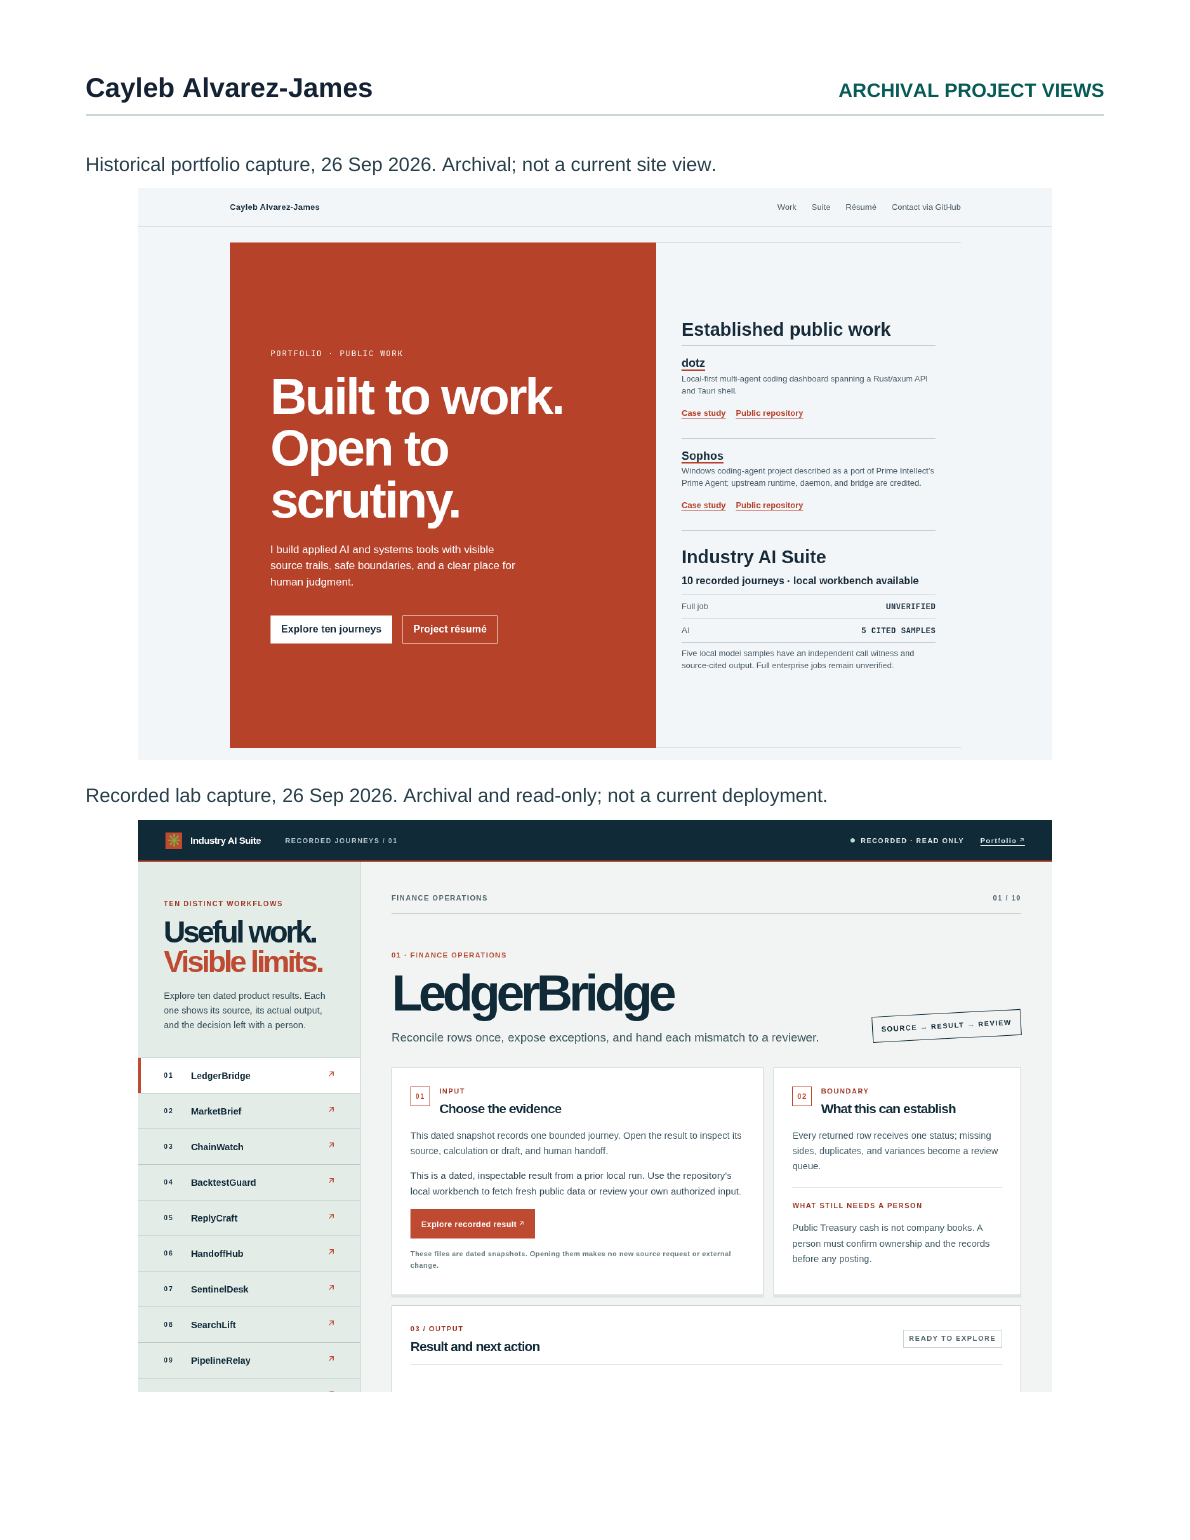 Cayleb Alvarez-James
ARCHIVAL PROJECT VIEWS
Historical portfolio capture, 26 Sep 2026. Archival; not a current site view.
Cayleb Alvarez-James
Work Suite Résumé Contact via GitHub
PORTFOLIO · PUBLIC WORK
Built to work.
Open to
scrutiny.
I build applied AI and systems tools with visible
source trails, safe boundaries, and a clear place for
human judgment.
Explore ten journeys
Project résumé
Established public work
dotz
Local-first multi-agent coding dashboard spanning a Rust/axum API
and Tauri shell.
Case study Public repository
Sophos
Windows coding-agent project described as a port of Prime Intellect's
Prime Agent; upstream runtime, daemon, and bridge are credited.
Case study Public repository
Industry AI Suite
10 recorded journeys · local workbench available
Full job UNVERIFIED
AI 5 CITED SAMPLES
Five local model samples have an independent call witness and
source-cited output. Full enterprise jobs remain unverified.
Recorded lab capture, 26 Sep 2026. Archival and read-only; not a current deployment.
Industry AI Suite
RECORDED JOURNEYS / 01
RECORDED · READ ONLY
Portfolio ↗
TEN DISTINCT WORKFLOWS
Useful work.
Visible limits.
Explore ten dated product results. Each
one shows its source, its actual output,
and the decision left with a person.
01 LedgerBridge ↗
02 MarketBrief ↗
03 ChainWatch ↗
04 BacktestGuard ↗
05 ReplyCraft ↗
06 HandoffHub ↗
07 SentinelDesk ↗
08 SearchLift ↗
09 PipelineRelay ↗
FINANCE OPERATIONS
01 / 10
01 · FINANCE OPERATIONS
LedgerBridge
Reconcile rows once, expose exceptions, and hand each mismatch to a reviewer.
SOURCE → RESULT → REVIEW
01 INPUT
Choose the evidence
This dated snapshot records one bounded journey. Open the result to inspect its
source, calculation or draft, and human handoff.
This is a dated, inspectable result from a prior local run. Use the repository's
local workbench to fetch fresh public data or review your own authorized input.
Explore recorded result ↗
These files are dated snapshots. Opening them makes no new source request or external
change.
02 BOUNDARY
What this can establish
Every returned row receives one status; missing
sides, duplicates, and variances become a review
queue.
WHAT STILL NEEDS A PERSON
Public Treasury cash is not company books. A
person must confirm ownership and the records
before any posting.
03 / OUTPUT
Result and next action
READY TO EXPLORE